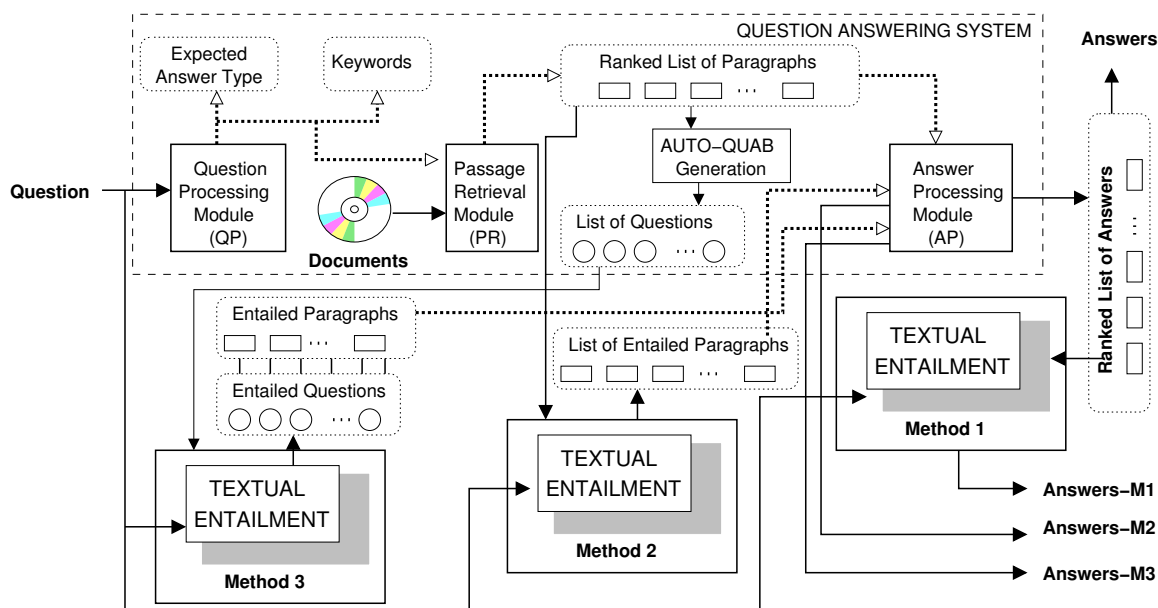 QUESTION ANSWERING SYSTEM
Answers
Expected
Answer Type
Keywords
Ranked List of Paragraphs
...
AUTO−QUAB
Generation
Question
Question
Processing
Module
(QP)
Passage
Retrieval
Module
(PR)
Answer
Processing
Module
(AP)
Documents
List of Questions
...
Ranked List of Answers
...
Entailed Paragraphs
...
Entailed Questions
...
List of Entailed Paragraphs
...
TEXTUAL
ENTAILMENT
Method 1
TEXTUAL
ENTAILMENT
Method 2
TEXTUAL
ENTAILMENT
Method 3
Answers−M1
Answers−M2
Answers−M3